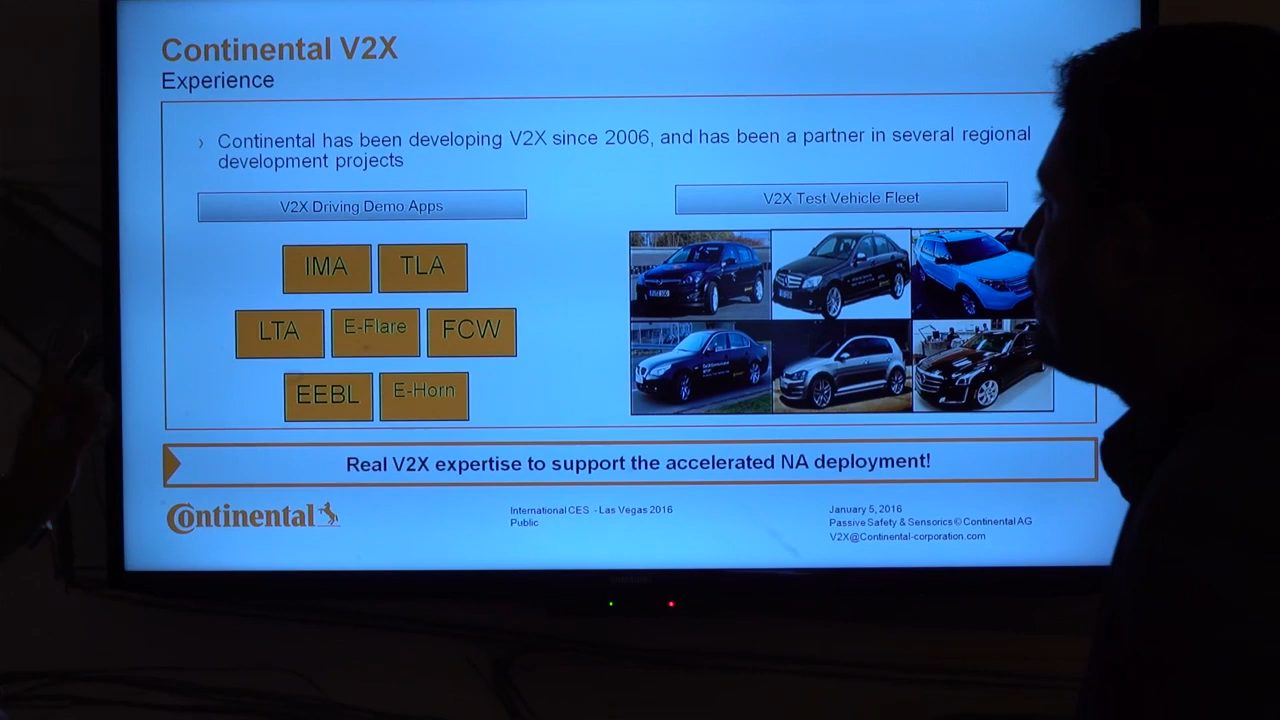 Continental V2X
Experience
› Continental has been developing V2X since 2006, and has been a partner in several regional
development projects
V2X Driving Demo Apps
V2X Test Vehicle Fleet
IMA
TLA
LTA
E-Flare
FCW
EEBL
E-Horn
Real V2X expertise to support the accelerated NA deployment!
Continental
International CES - Las Vegas 2016
Public
January 5, 2016
Passive Safety & Sensorics © Continental AG
V2X@Continental-corporation.com